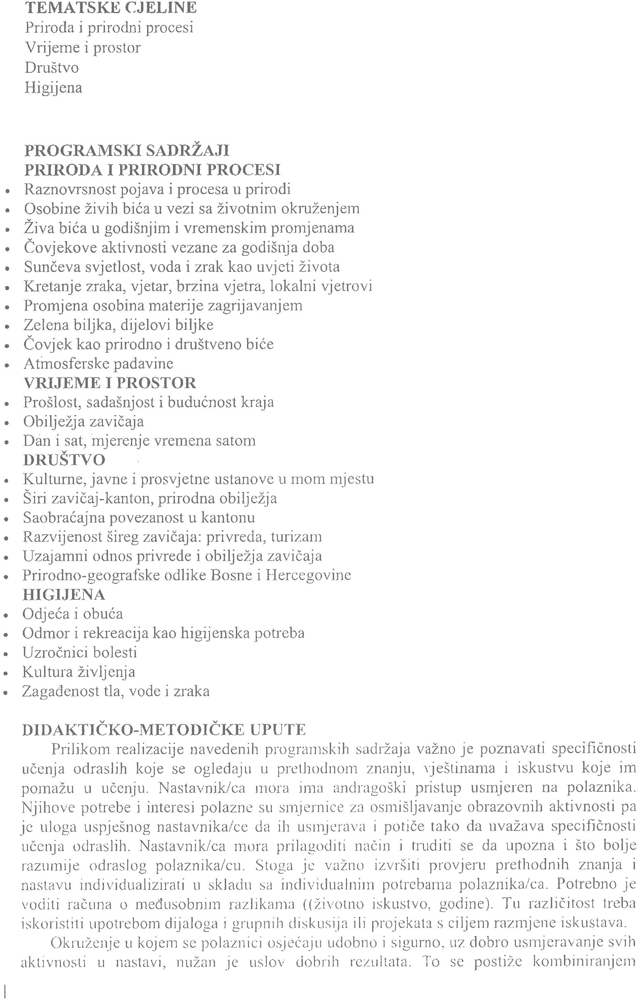 TEMATSKE CJELINE
Priroda i prirodni procesi
Vrijeme i prostor
Društvo
Higijena
PROGRAMSKI SADRŽAJI
PRIRODA I PRIRODNI PROCESI
• Raznovrsnost pojava i procesa u prirodi
• Osobine živih bića u vezi sa životnim okruženjem
• Živa bića u godišnjim i vremenskim promjenama
• Čovjekove aktivnosti vezane za godišnja doba
• Sunčeva svjetlost, voda i zrak kao uvjeti života
• Kretanje zraka, vjetar, brzina vjetra, lokalni vjetrovi
• Promjena osobina materije zagrijavanjem
• Zelena biljka, dijelovi biljke
• Čovjek kao prirodno i društveno biće
• Atmosferske padavine
VRIJEME I PROSTOR
• Prošlost, sadašnjost i budućnost kraja
• Obilježja zavičaja
• Dan i sat, mjerenje vremena satom
DRUŠTVO
• Kulturne, javne i prosvjetne ustanove u mom mjestu
• Širi zavičaj-kanton, prirodna obilježja
• Saobraćajna povezanost u kantonu
• Razvijenost šireg zavičaja: privreda, turizam
• Uzajamni odnos privrede i obilježja zavičaja
• Prirodno-geografske odlike Bosne i Hercegovine
HIGIJENA
• Odjeća i obuća
• Odmor i rekreacija kao higijenska potreba
• Uzročnici bolesti
• Kultura življenja
• Zagađenost tla, vode i zraka
DIDAKTIČKO-METODIČKE UPUTE
Prilikom realizacije navedenih programskih sadržaja važno je poznavati specifičnosti
učenja odraslih koje se ogledaju u prethodnom znanju, vještinama i iskustvu koje im
pomažu u učenju. Nastavnik/ca mora ima andragoški pristup usmjeren na polaznika.
Njihove potrebe i interesi polazne su smjernice za osmišljavanje obrazovnih aktivnosti pa
je uloga uspješnog nastavnika/ce da ih usmjerava i potiče tako da uvažava specifičnosti
učenja odraslih. Nastavnik/ca mora prilagoditi način i truditi se da upozna i što bolje
razumije odraslog polaznika/cu. Stoga je važno izvršiti provjeru prethodnih znanja i
nastavu individualizirati u skladu sa individualnim potrebama polaznika/ca. Potrebno je
voditi računa o međusobnim razlikama ((životno iskustvo, godine). Tu različitost treba
iskoristiti upotrebom dijaloga i grupnih diskusija ili projekata s ciljem razmjene iskustava.
Okruženje u kojem se polaznici osjećaju udobno i sigurno, uz dobro usmjeravanje svih
aktivnosti u nastavi, nužan je uslov dobrih rezultata. To se postiže kombiniranjem